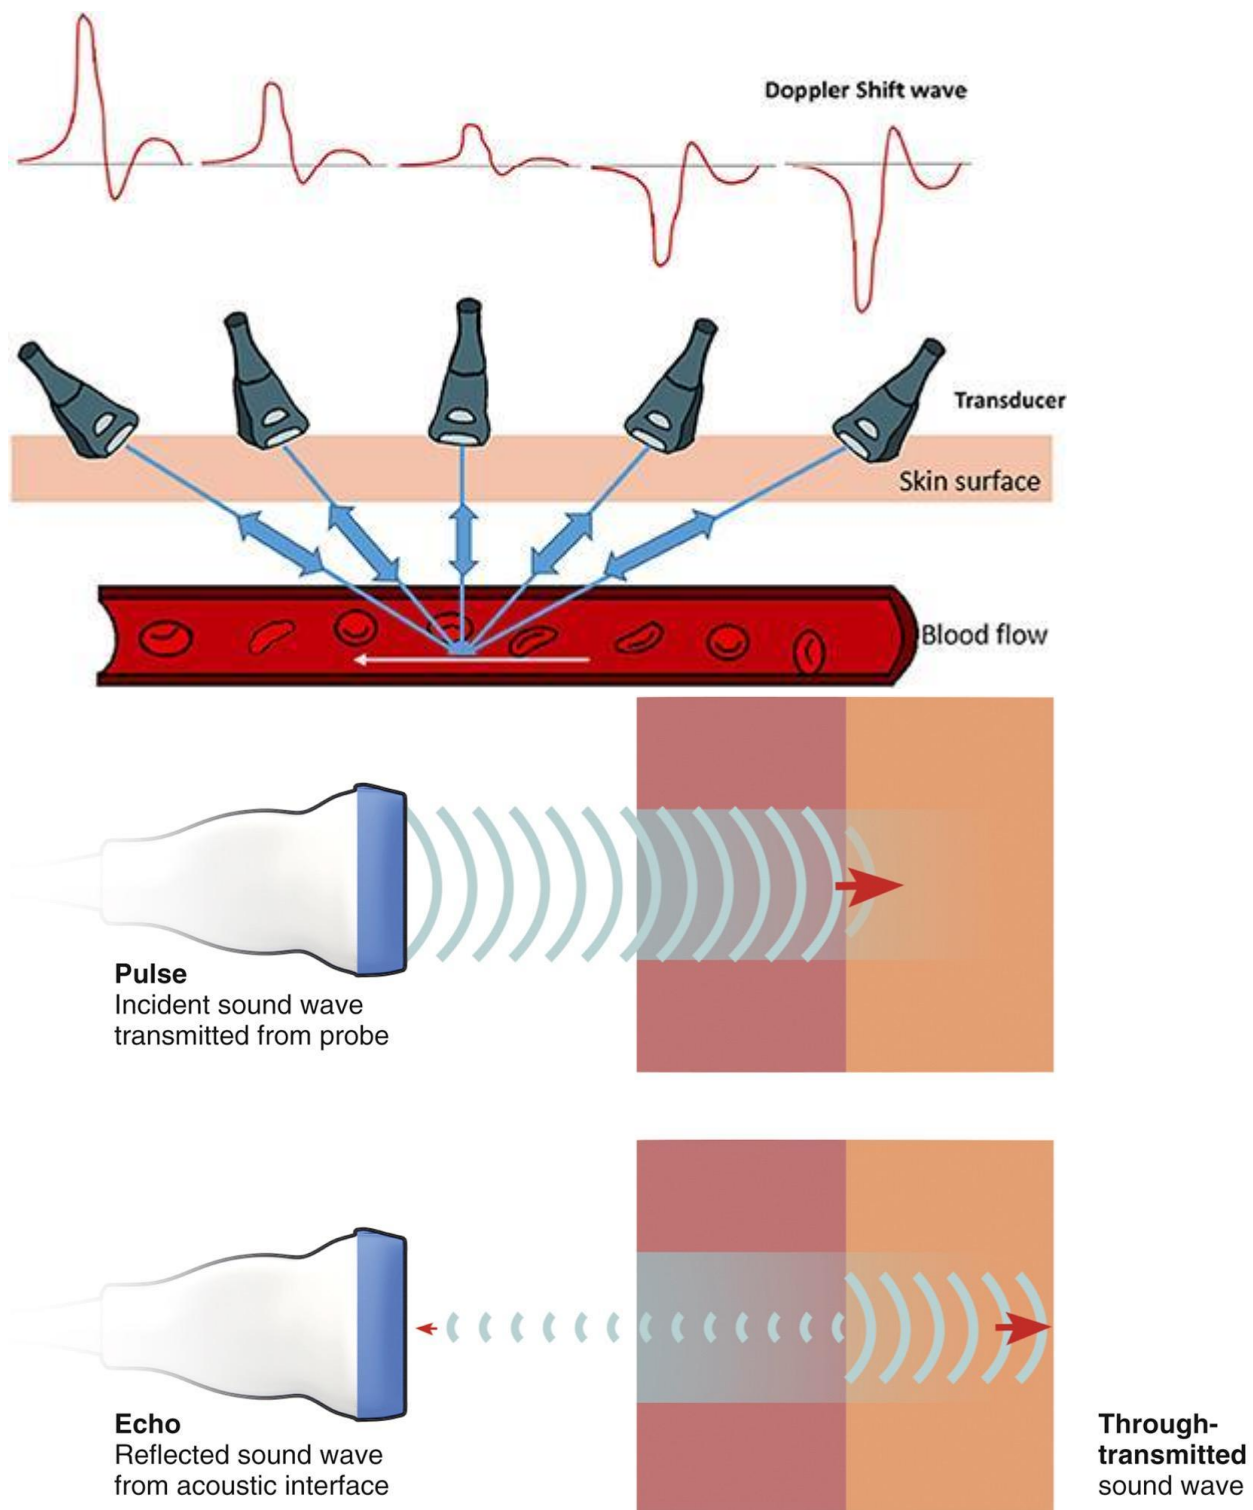 Doppler Shift wave
Transducer
Skin surface
Blood flow
Pulse
Incident sound wave
transmitted from probe
Echo
Reflected sound wave
from acoustic interface
Through-
transmitted
sound wave